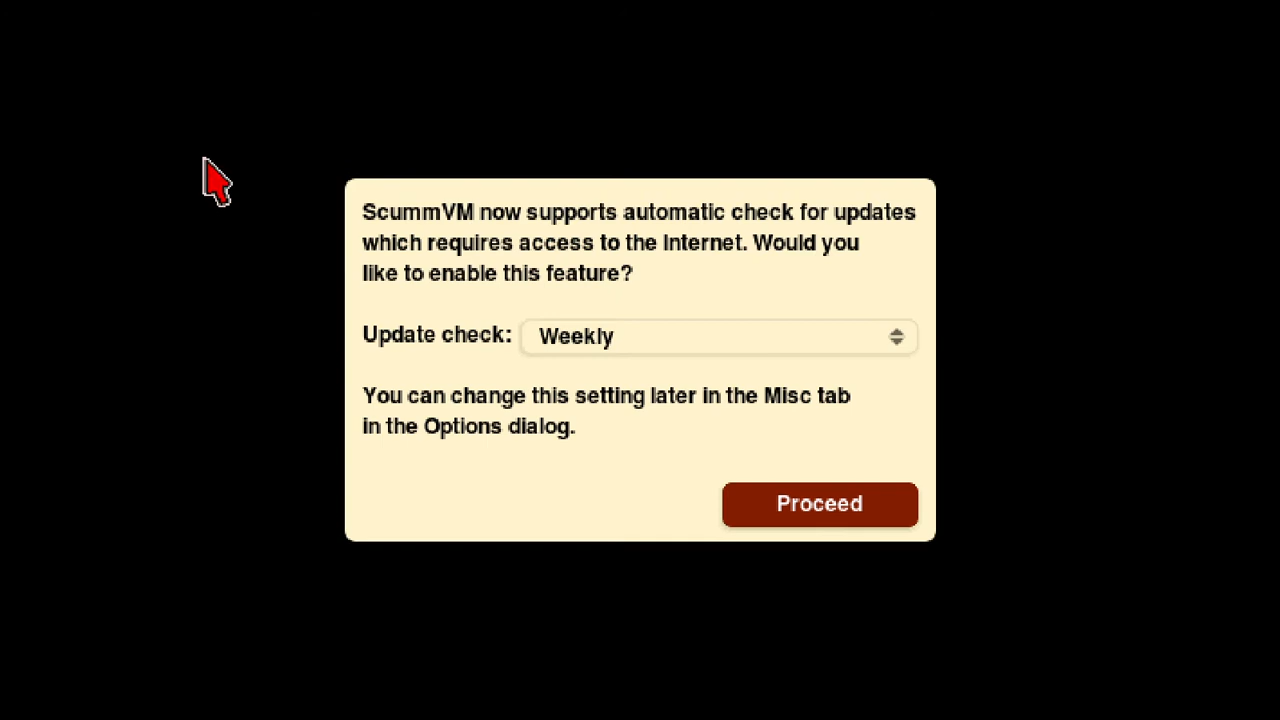 ScummVM now supports automatic check for updates
which requires access to the Internet. Would you
like to enable this feature?
Update check: Weekly
You can change this setting later in the Misc tab
in the Options dialog.
Proceed